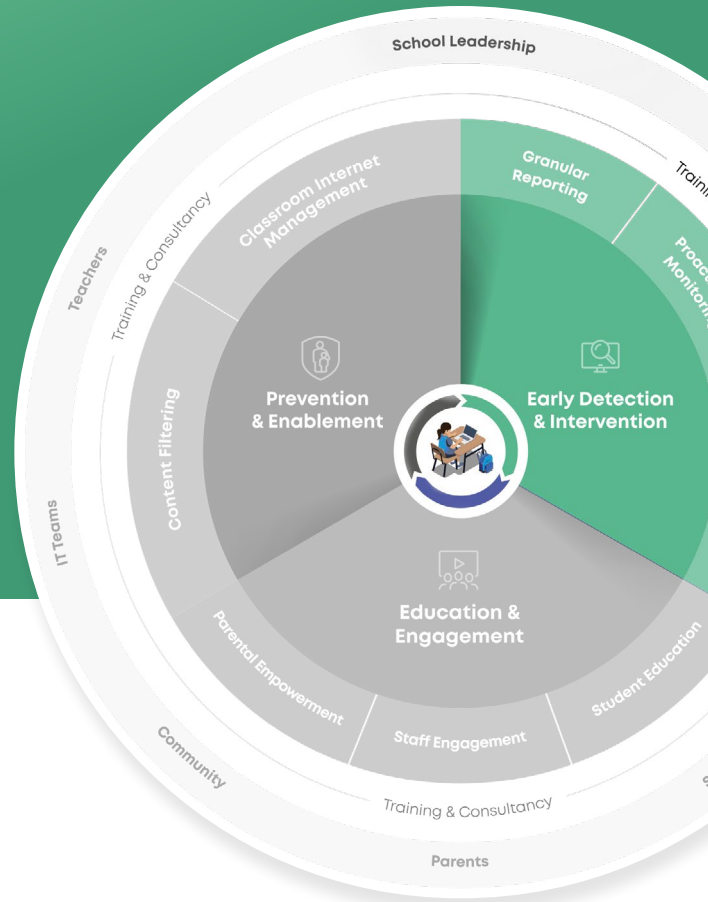 School Leadership
Granular
Reporting
Classroom Internet
Management
Training & Consultancy
Teachers
Prevention
& Enablement
Early Detection
& Intervention
Content Filtering
IT Teams
Education &
Engagement
Parental Empowerment
Staff Engagement
Student Education
Community
Training & Consultancy
Parents